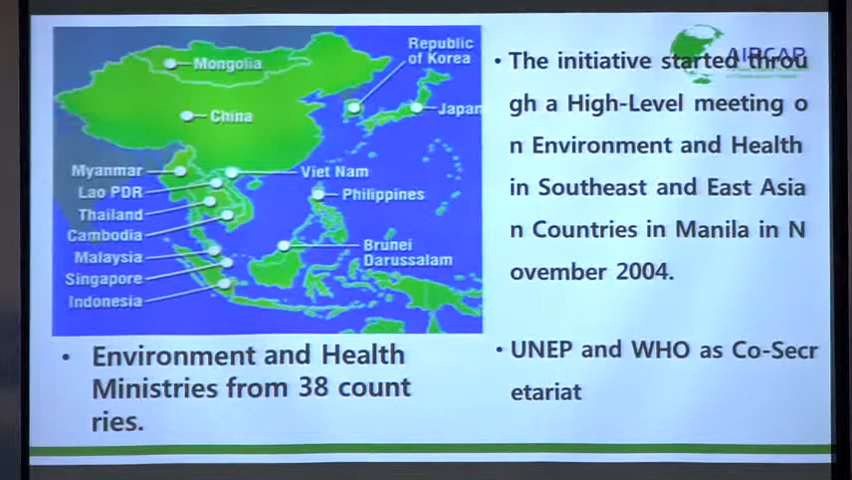 Republic
of Korea
Mongolia
Japan
China
Myanmar
Viet Nam
Lao PDR
Philippines
Thailand
Cambodia
Brunei
Darussalam
Malaysia
Singapore
Indonesia
• Environment and Health
Ministries from 38 count
ries.
AIRCAP
• The initiative started throu
gh a High-Level meeting o
n Environment and Health
in Southeast and East Asia
n Countries in Manila in N
ovember 2004.
• UNEP and WHO as Co-Secr
etariat